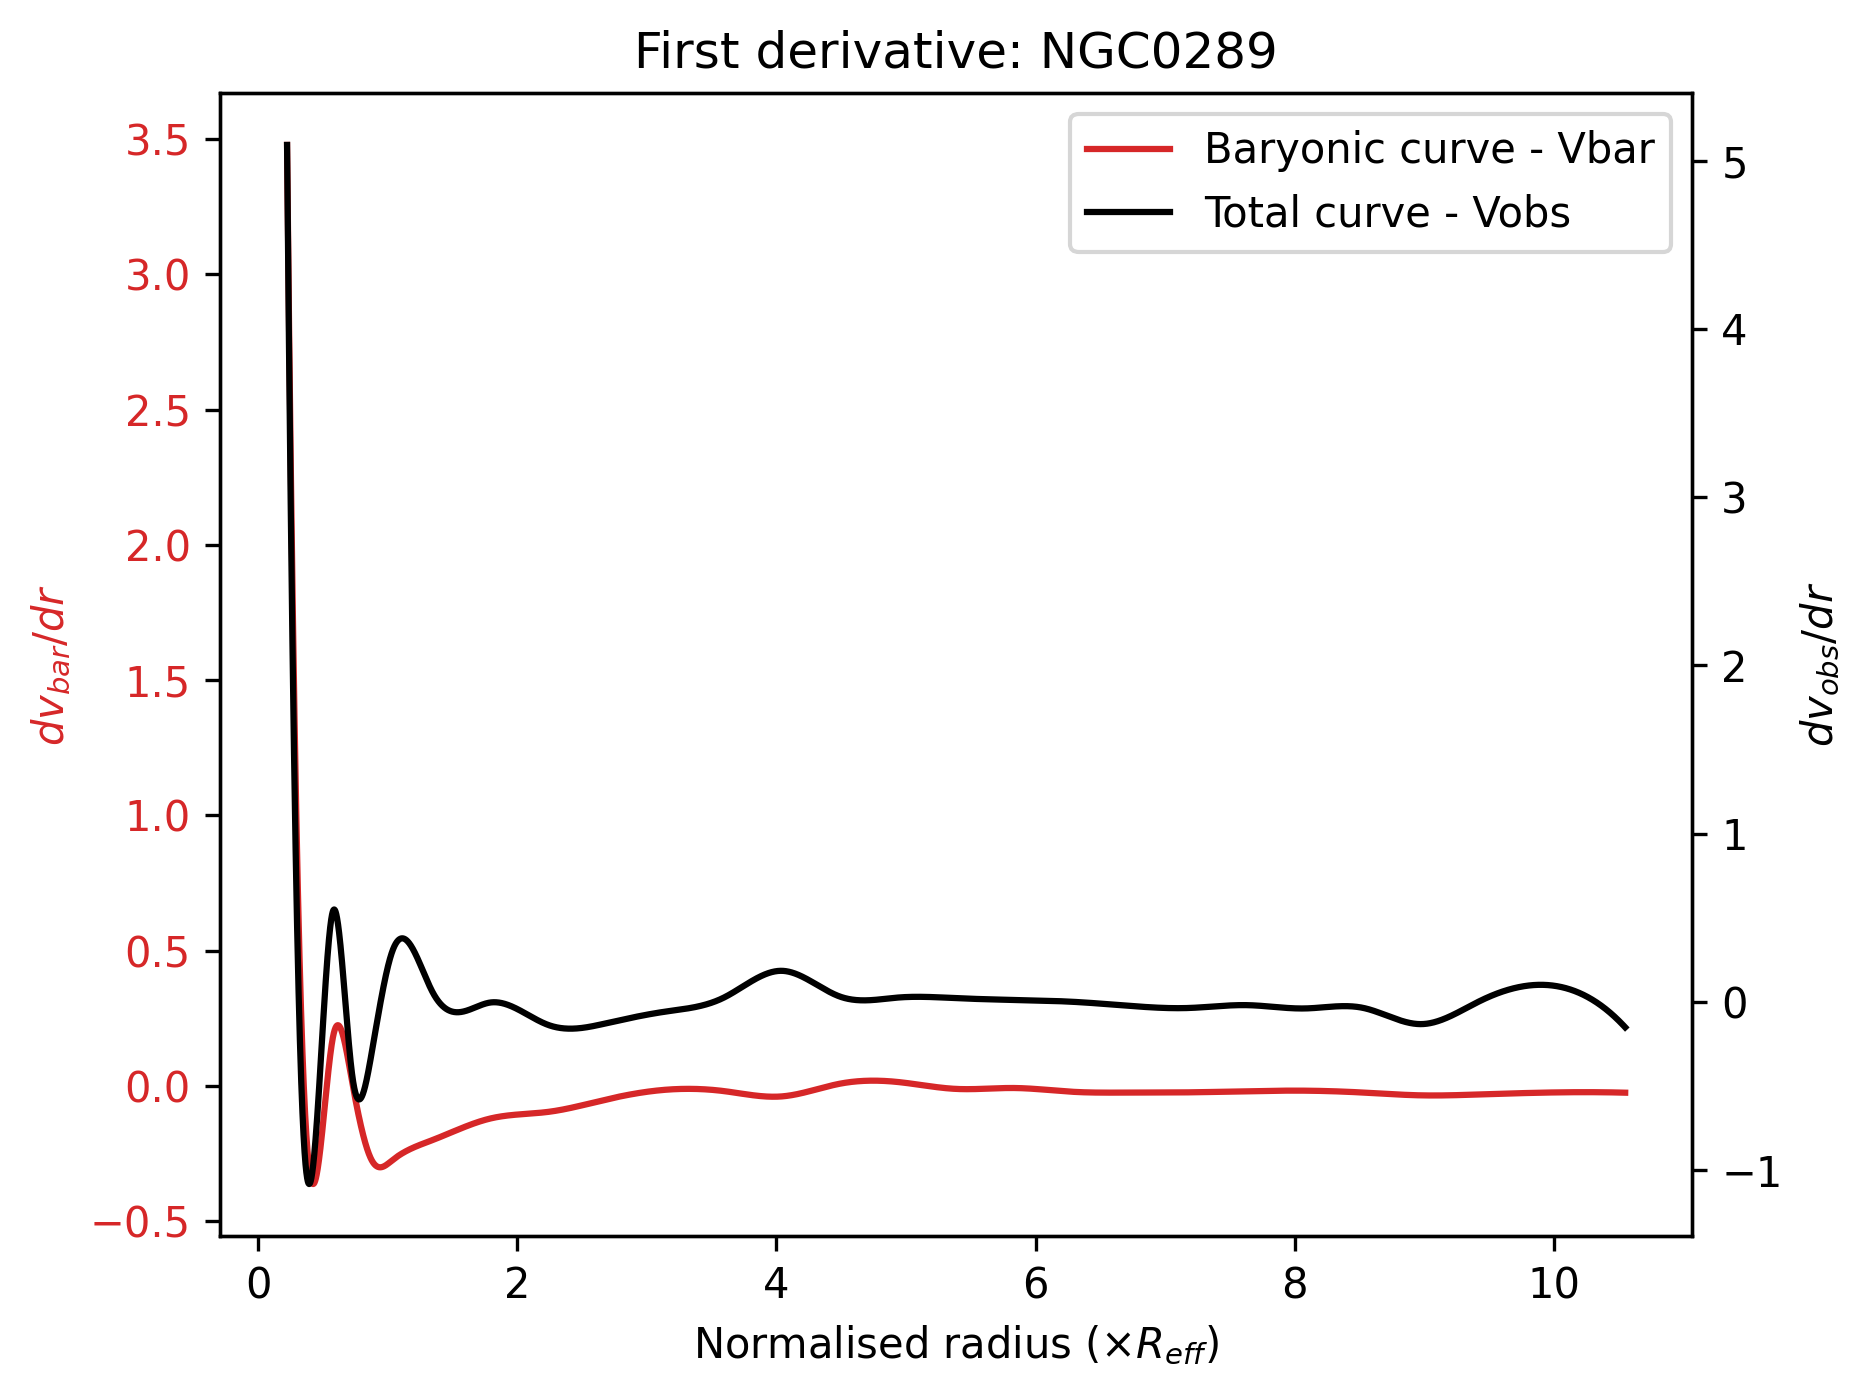 First derivative: NGC0289
Baryonic curve - Vbar
Total curve - Vobs
3.5
3.0
2.5
2.0
1.5
1.0
0.5
0.0
−0.5
dv_bar/dr
5
4
3
2
1
0
−1
dv_obs/dr
0 2 4 6 8 10
Normalised radius (×R_eff)